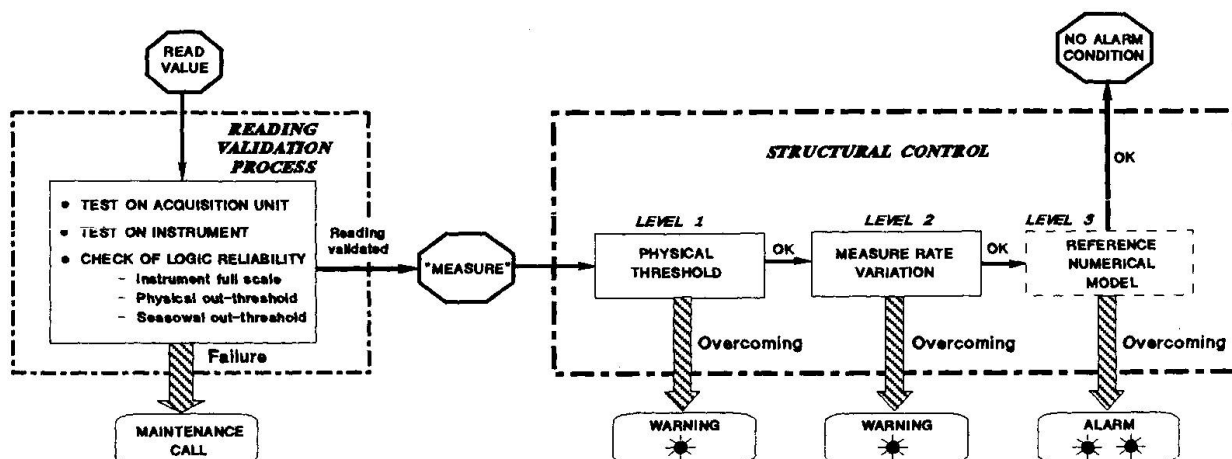 READ
VALUE
READING
VALIDATION
PROCESS
• TEST ON ACQUISITION UNIT
• TEST ON INSTRUMENT
• CHECK OF LOGIC RELIABILITY
– Instrument full scale
– Physical out-threshold
– Seasowal out-threshold
Failure
MAINTENANCE
CALL
Reading
validated
"MEASURE"
STRUCTURAL CONTROL
LEVEL 1
PHYSICAL
THRESHOLD
OK
Overcoming
WARNING
LEVEL 2
MEASURE RATE
VARIATION
OK
Overcoming
WARNING
LEVEL 3
REFERENCE
NUMERICAL
MODEL
Overcoming
ALARM
OK
NO ALARM
CONDITION